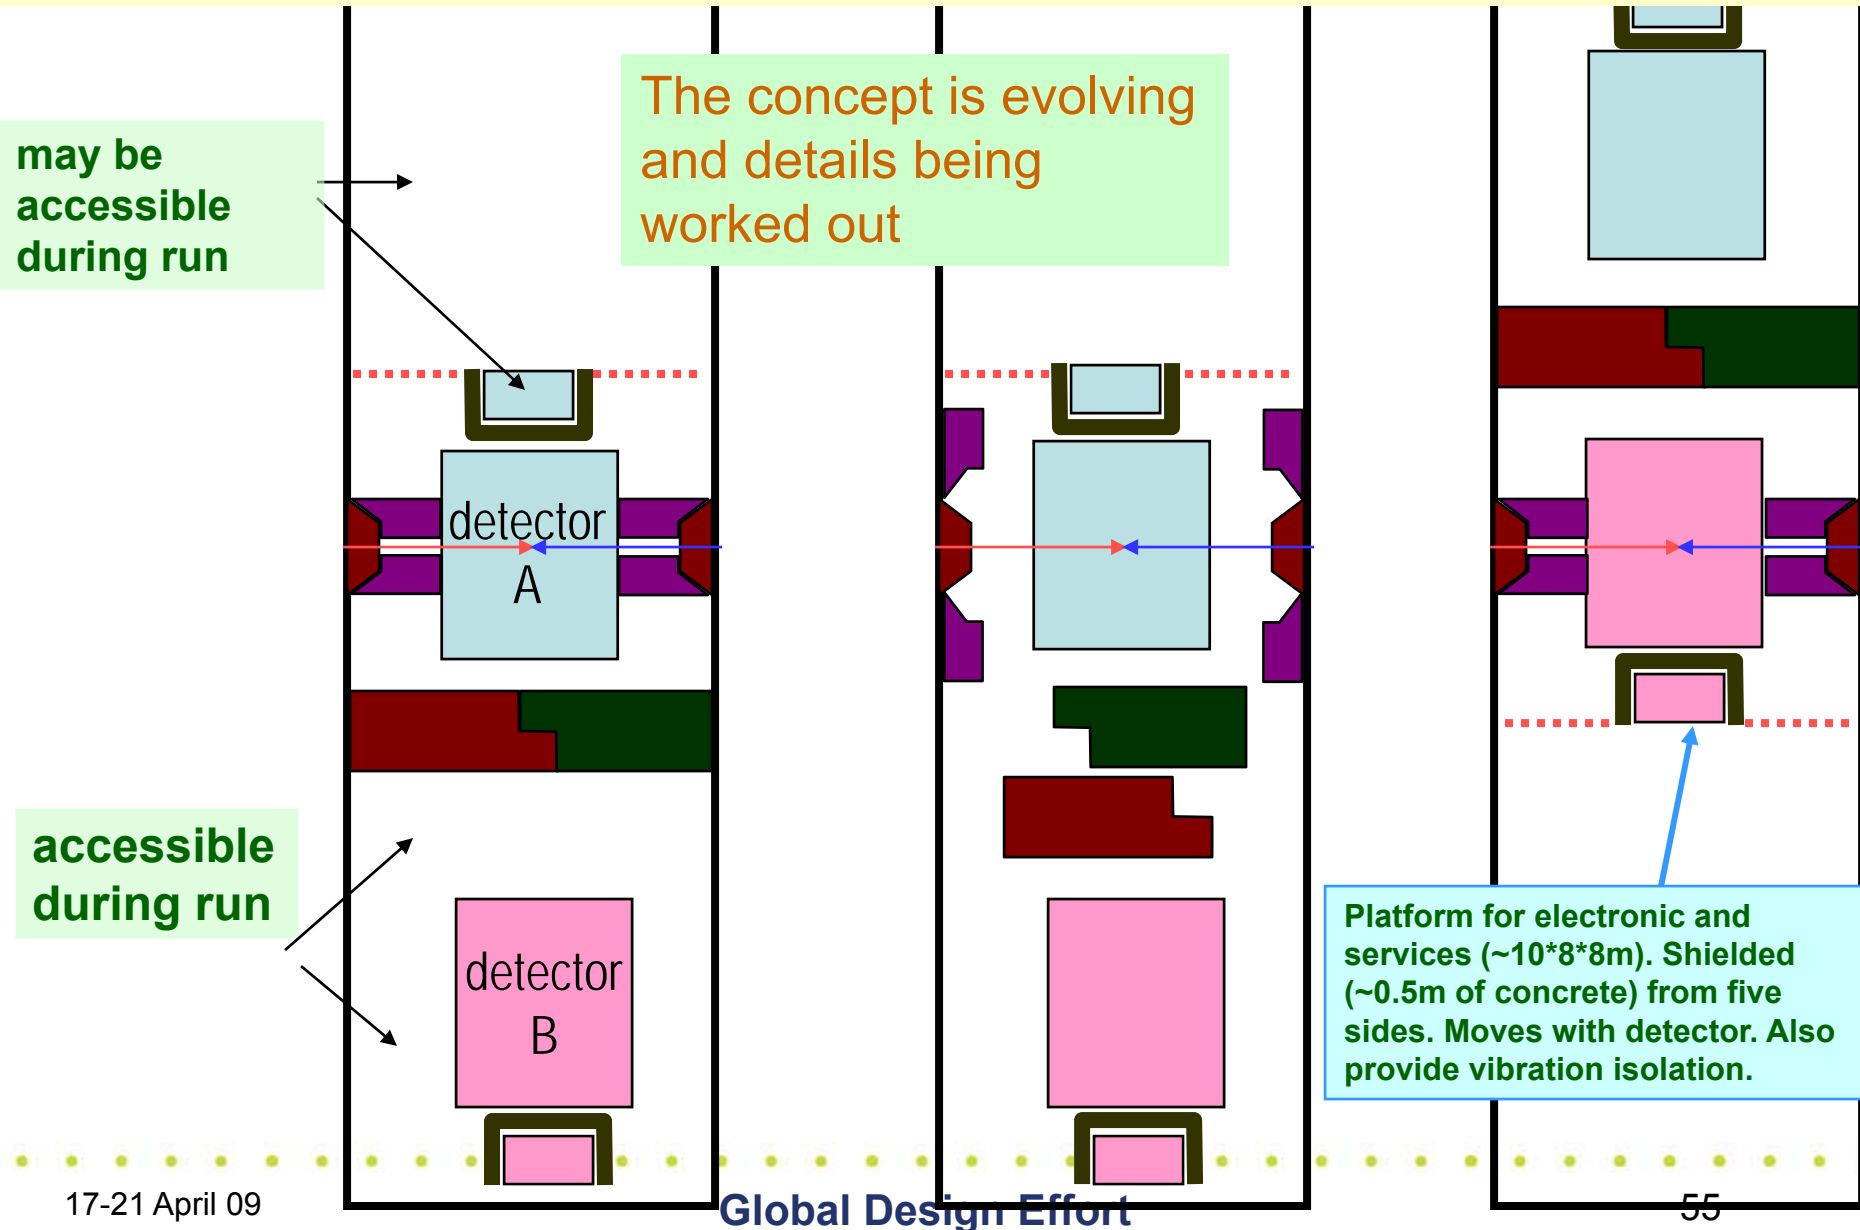 The concept is evolving
and details being
worked out
may be
accessible
during run
detector
A
accessible
during run
detector
B
Platform for electronic and
services (~10*8*8m). Shielded
(~0.5m of concrete) from five
sides. Moves with detector. Also
provide vibration isolation.
17-21 April 09
Global Design Effort
55